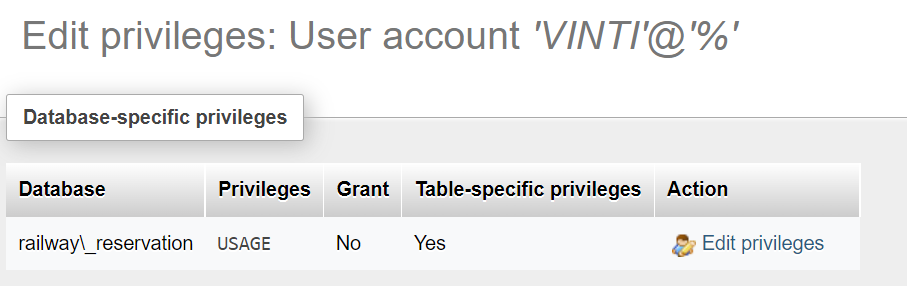 Edit privileges: User account 'VINTI'@'%'
Database-specific privileges
Database Privileges Grant Table-specific privileges Action
railway\_reservation USAGE No Yes Edit privileges